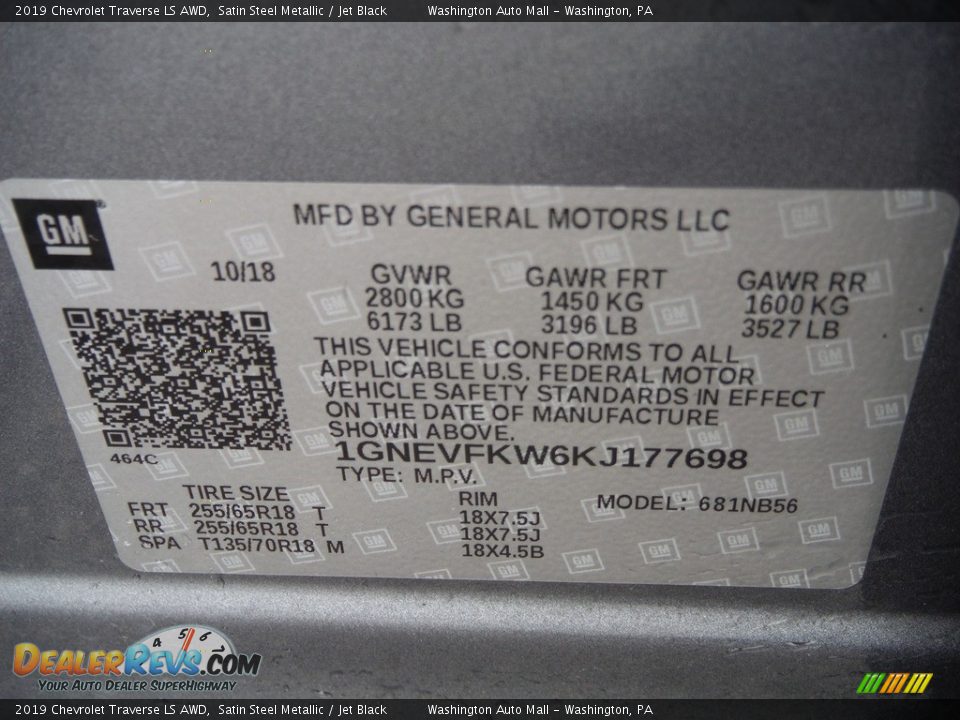 2019 Chevrolet Traverse LS AWD, Satin Steel Metallic / Jet Black Washington Auto Mall - Washington, PA
GM
MFD BY GENERAL MOTORS LLC
10/18 GVWR GAWR FRT GAWR RR
2800 KG 1450 KG 1600 KG
6173 LB 3196 LB 3527 LB
THIS VEHICLE CONFORMS TO ALL
APPLICABLE U.S. FEDERAL MOTOR
VEHICLE SAFETY STANDARDS IN EFFECT
ON THE DATE OF MANUFACTURE
SHOWN ABOVE.
464C 1GNEVFKW6KJ177698
TYPE: M.P.V.
TIRE SIZE RIM MODEL: 681NB56
FRT 255/65R18 T 18X7.5J
RR 255/65R18 T 18X7.5J
SPA T135/70R18 M 18X4.5B
4 5 6
DEALERREVS.COM
YOUR AUTO DEALER SUPERHIGHWAY
2019 Chevrolet Traverse LS AWD, Satin Steel Metallic / Jet Black Washington Auto Mall - Washington, PA